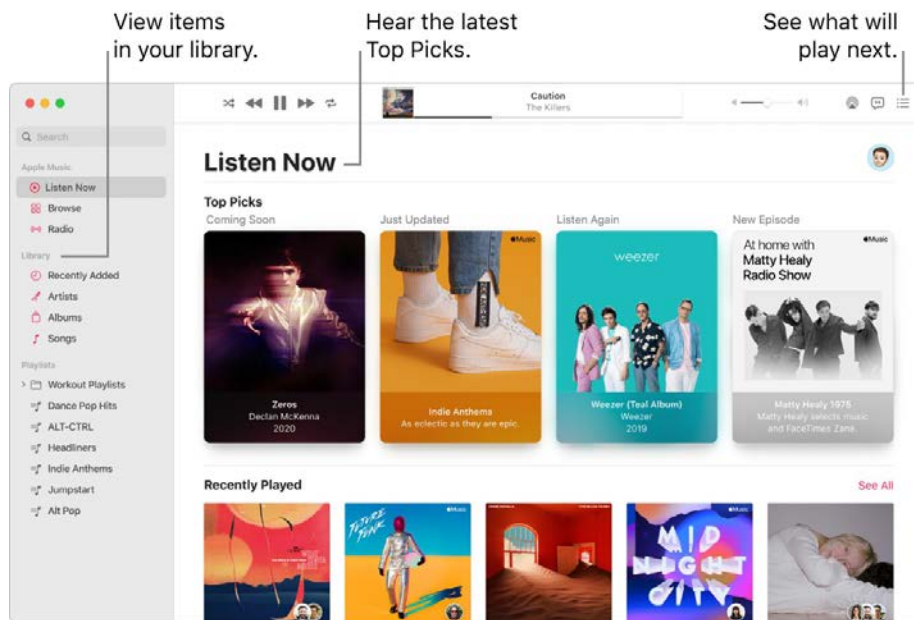 View items
in your library.
Hear the latest
Top Picks.
See what will
play next.
Caution
The Killers
Search
Apple Music
Listen Now
Browse
Radio
Library
Recently Added
Artists
Albums
Songs
Playlists
Workout Playlists
Dance Pop Hits
ALT-CTRL
Headliners
Indie Anthems
Jumpstart
Alt Pop
Listen Now
Top Picks
Coming Soon
Just Updated
Listen Again
New Episode
Zeros
Declan McKenna
2020
Music
Indie Anthems
As eclectic as they are epic.
weezer
Weezer (Teal Album)
Weezer
2019
Music
At home with
Matty Healy
Radio Show
Matty Healy 1975
Matty Healy selects music
and FaceTimes Zane.
Recently Played
See All
FUTURE
FUNK
Music
Music
MID
NIGHT
CITY